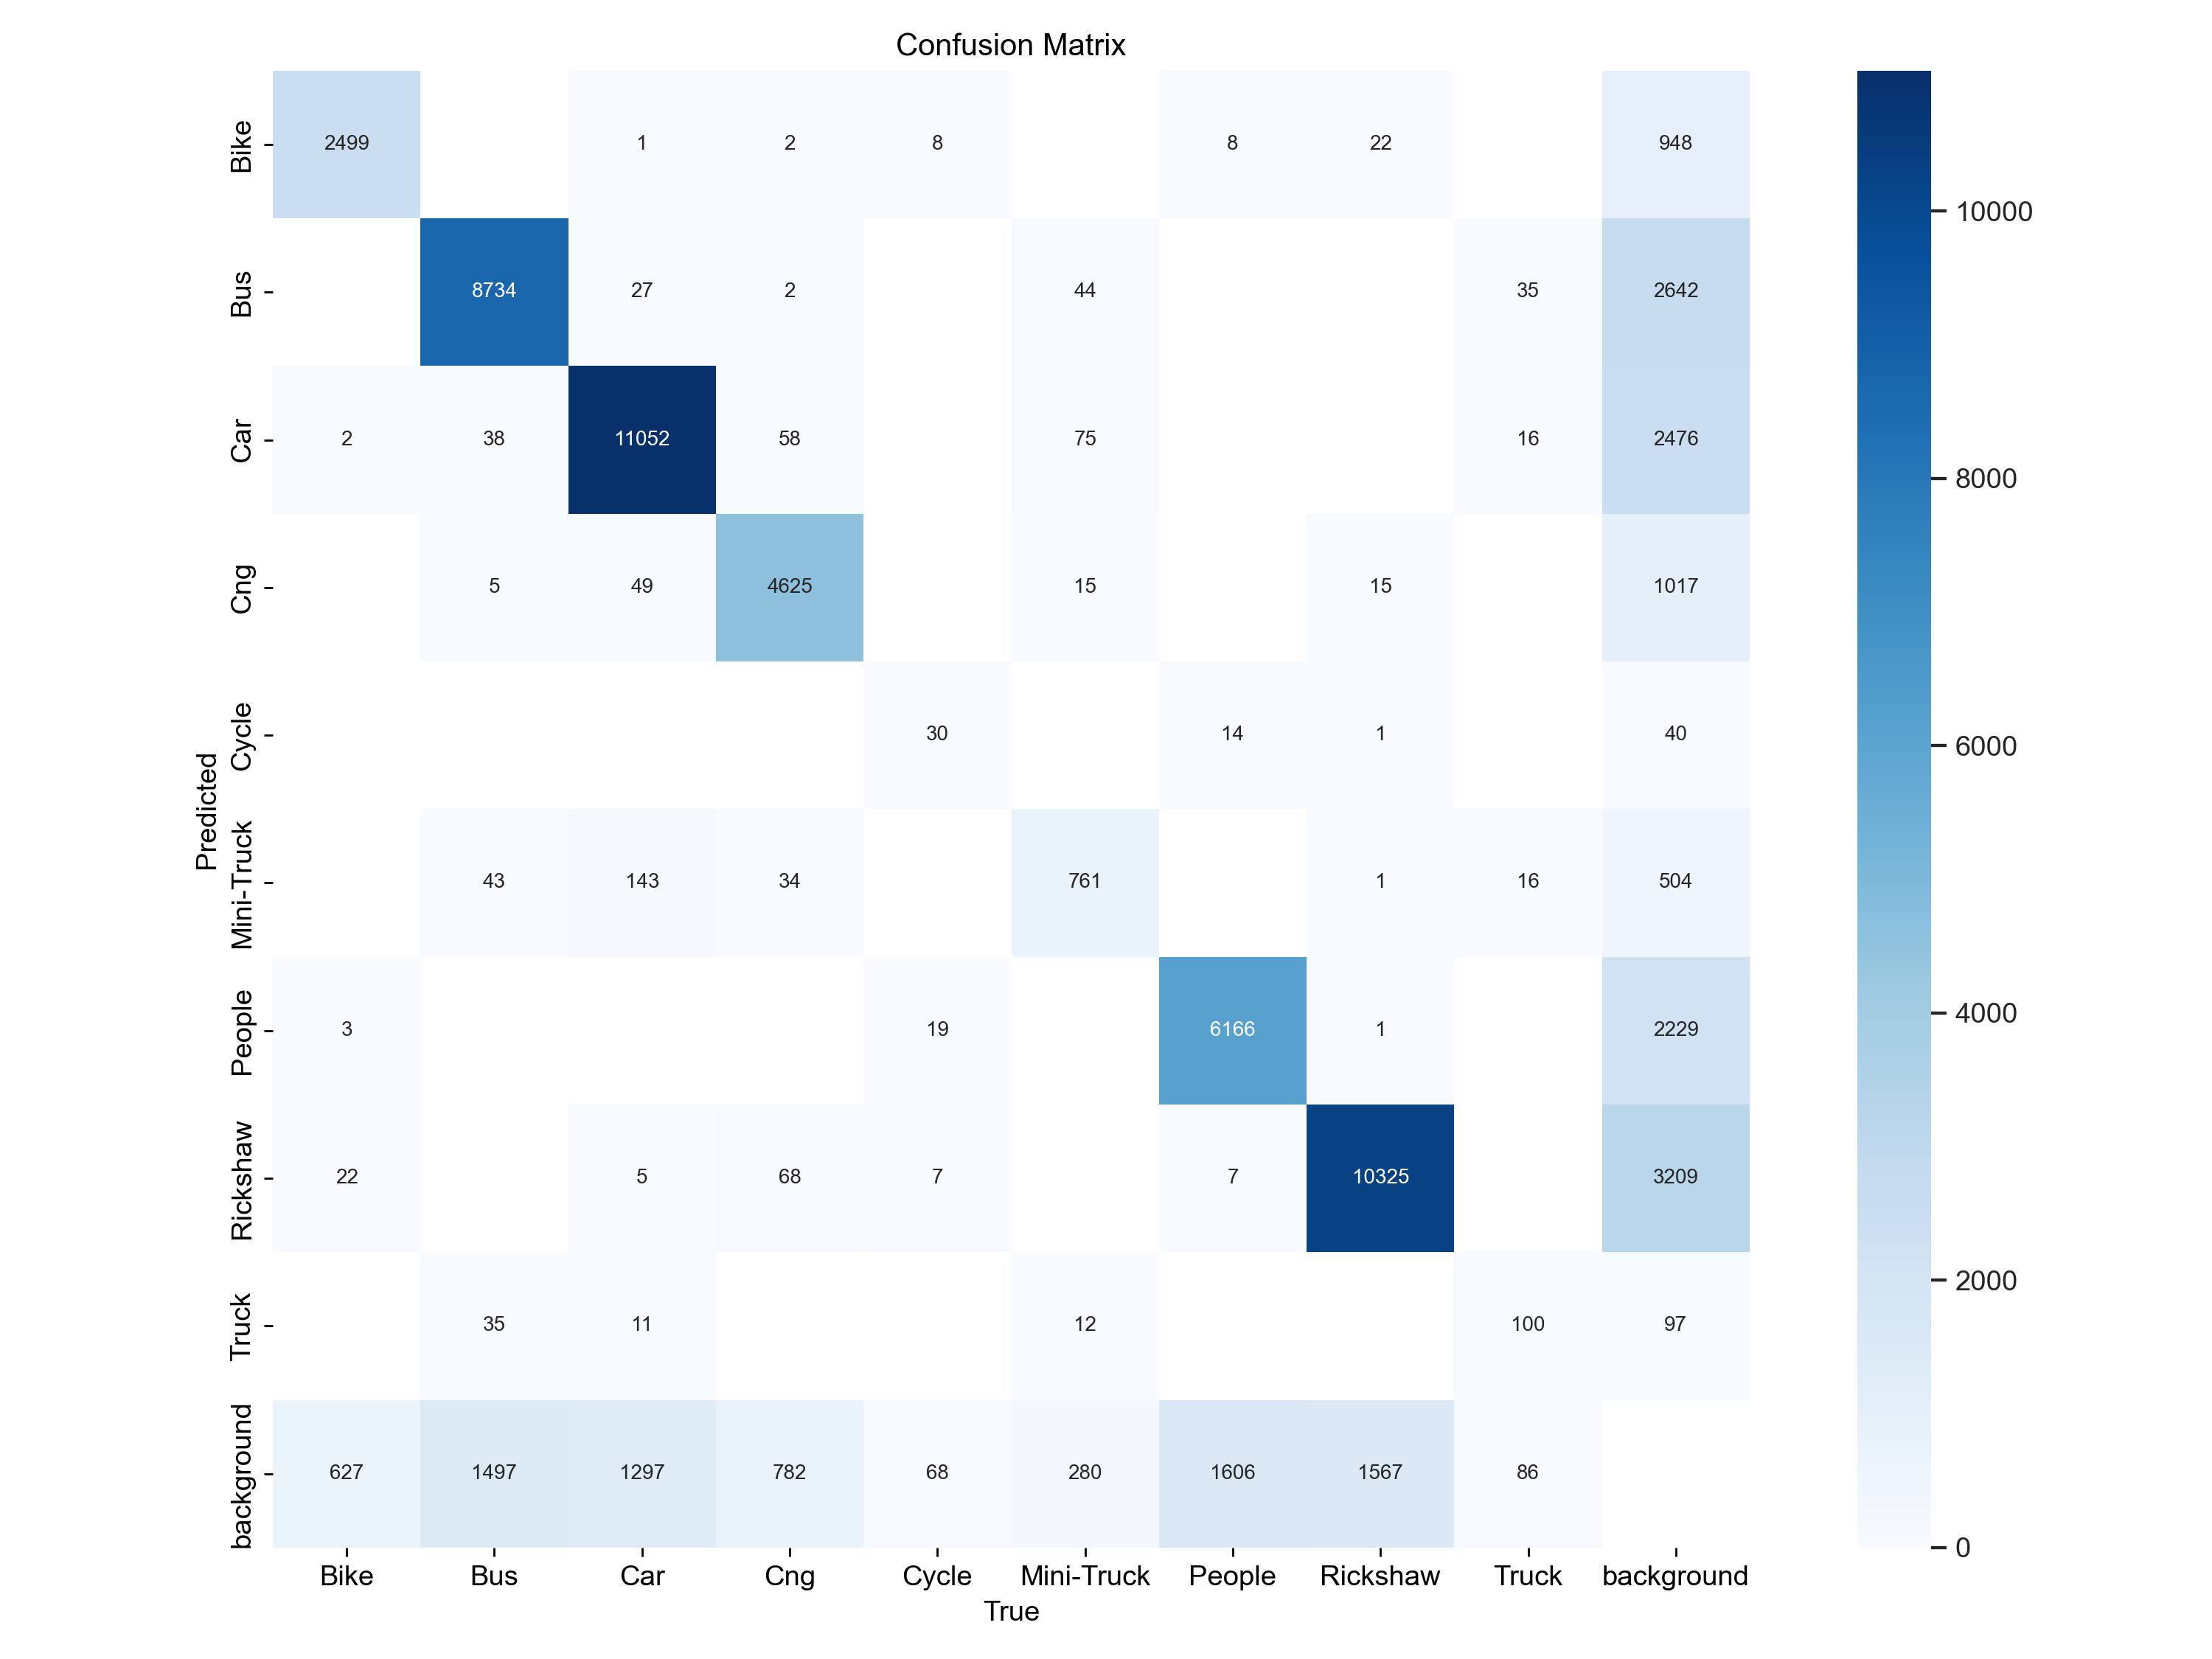 Confusion Matrix
Bike 2499 1 2 8 8 22 948
Bus 8734 27 2 44 35 2642
Car 2 38 11052 58 75 16 2476
Cng 5 49 4625 15 15 1017
Cycle 30 14 1 40
Mini-Truck 43 143 34 761 1 16 504
People 3 19 6166 1 2229
Rickshaw 22 5 68 7 7 10325 3209
Truck 35 11 12 100 97
background 627 1497 1297 782 68 280 1606 1567 86
Predicted
Bike Bus Car Cng Cycle Mini-Truck People Rickshaw Truck background
True
10000
8000
6000
4000
2000
0